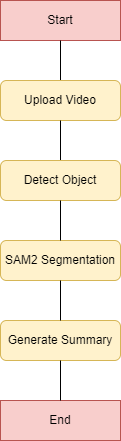 Start
Upload Video
Detect Object
SAM2 Segmentation
Generate Summary
End